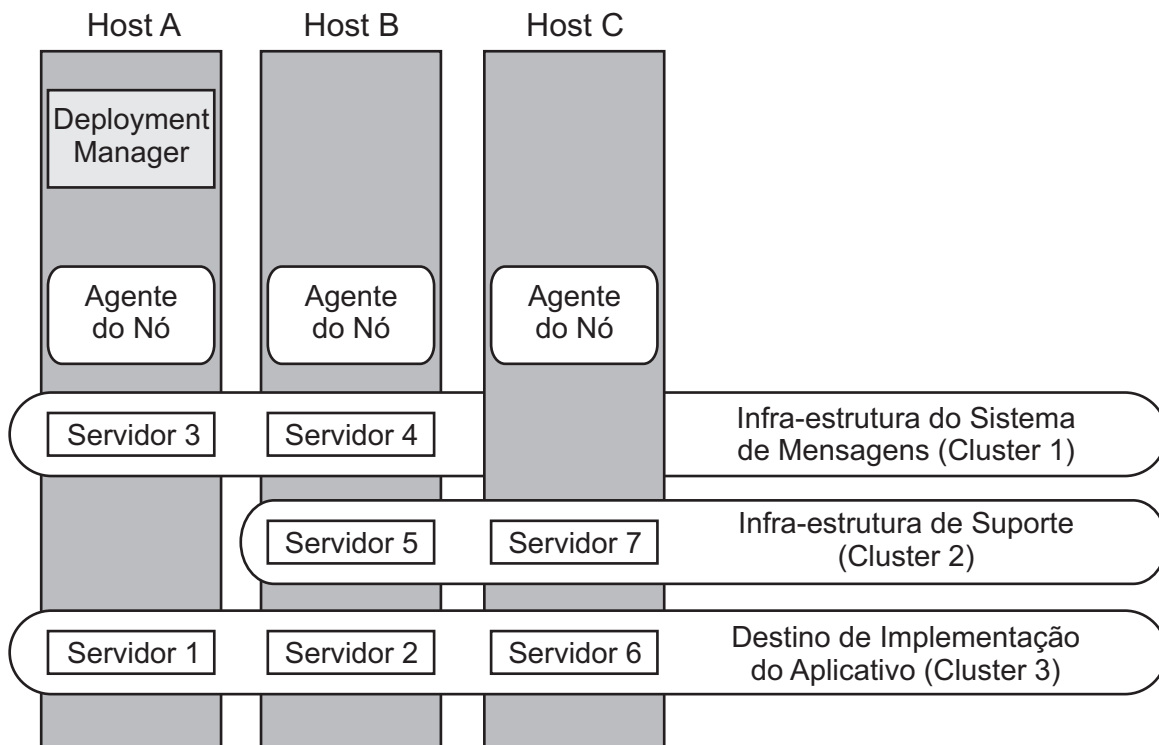 Host A
Host B
Host C
Deployment
Manager
Agente
do Nó
Agente
do Nó
Agente
do Nó
Servidor 3
Servidor 4
Infra-estrutura do Sistema
de Mensagens (Cluster 1)
Servidor 5
Servidor 7
Infra-estrutura de Suporte
(Cluster 2)
Servidor 1
Servidor 2
Servidor 6
Destino de Implementação
do Aplicativo (Cluster 3)